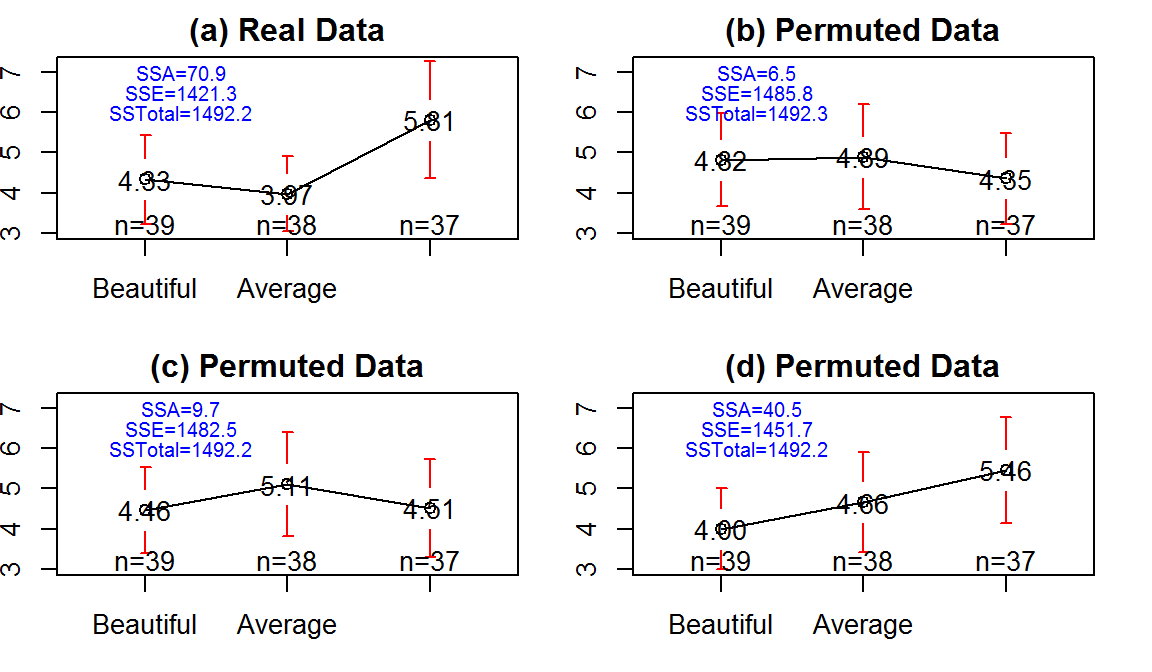 (a) Real Data
SSA=70.9
SSE=1421.3
SSTotal=1492.2
7
6
5
4
3
4.33
3.97
5.81
n=39
n=38
n=37
Beautiful
Average
(b) Permuted Data
SSA=6.5
SSE=1485.8
SSTotal=1492.3
7
6
5
4
3
4.82
4.89
4.35
n=39
n=38
n=37
Beautiful
Average
(c) Permuted Data
SSA=9.7
SSE=1482.5
SSTotal=1492.2
7
6
5
4
3
4.46
5.11
4.51
n=39
n=38
n=37
Beautiful
Average
(d) Permuted Data
SSA=40.5
SSE=1451.7
SSTotal=1492.2
7
6
5
4
3
4.00
4.66
5.46
n=39
n=38
n=37
Beautiful
Average